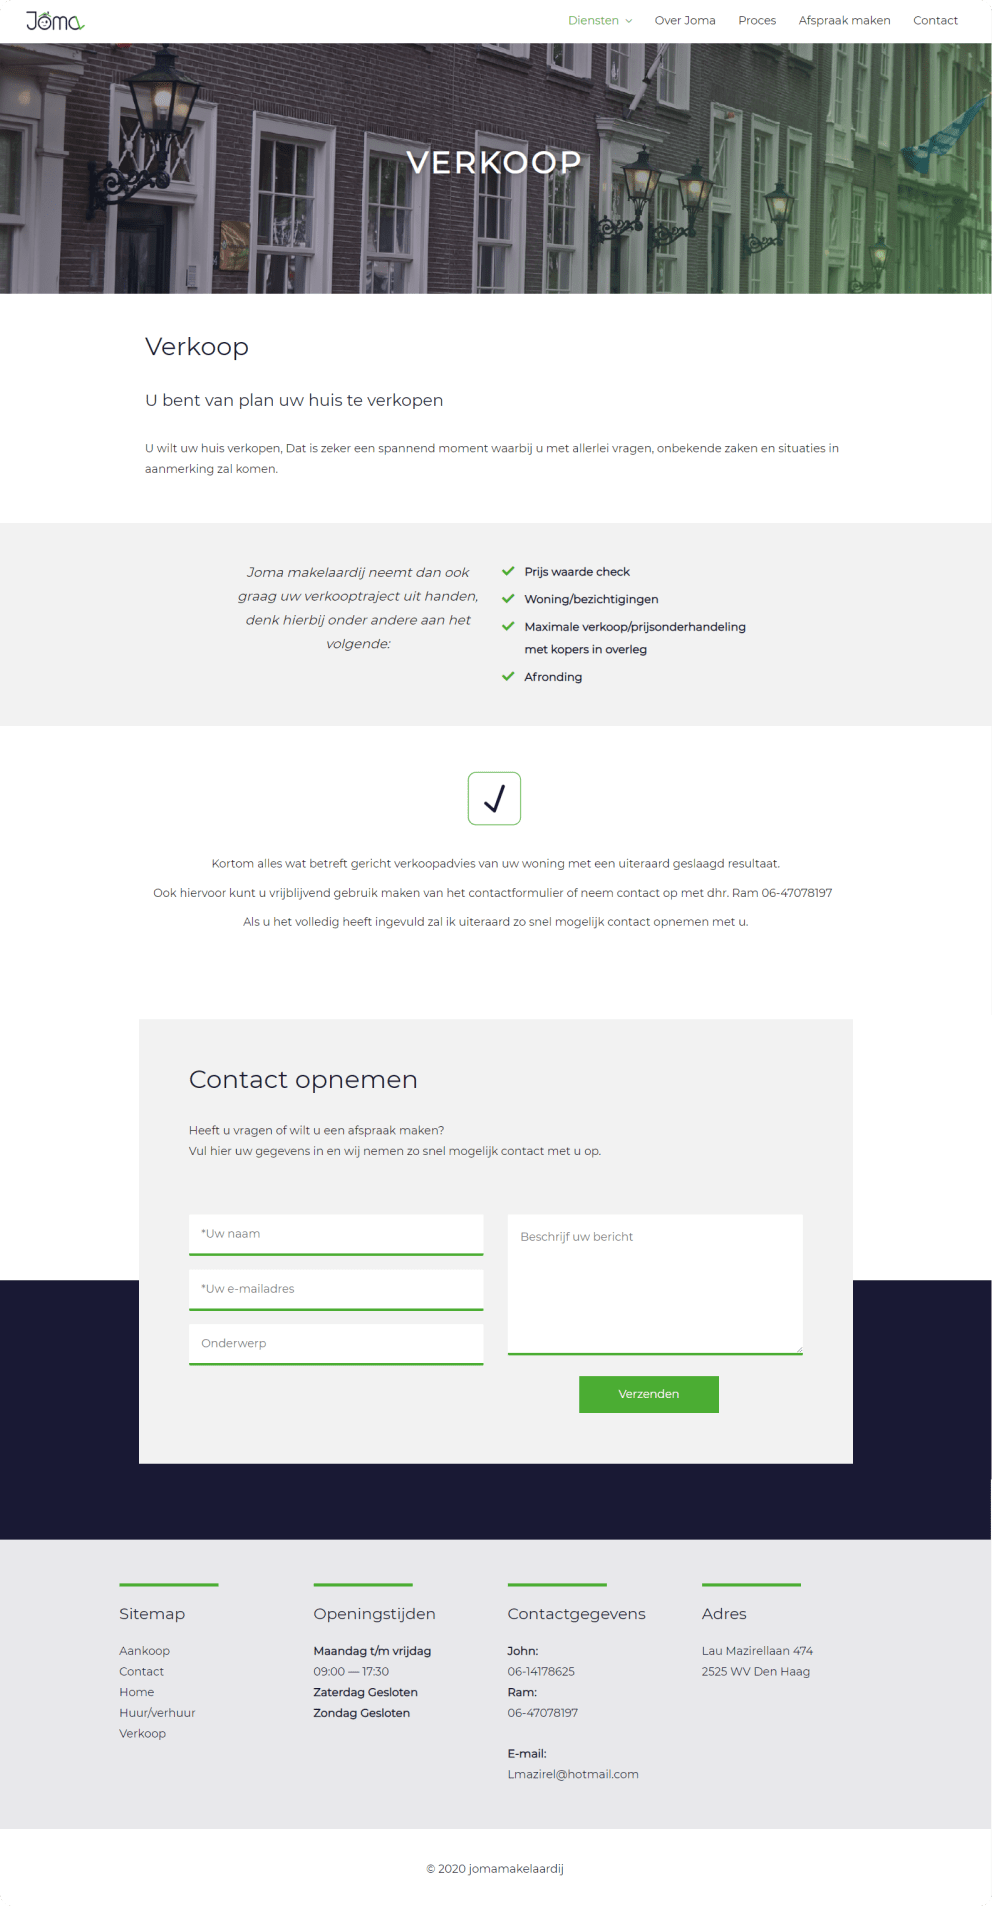 Joma
Diensten
Over Joma
Proces
Afspraak maken
Contact
VERKOOP
Verkoop
U bent van plan uw huis te verkopen
U wilt uw huis verkopen, Dat is zeker een spannend moment waarbij u met allerlei vragen, onbekende zaken en situaties in
aanmerking zal komen.
Joma makelaardij neemt dan ook
graag uw verkooptraject uit handen,
denk hierbij onder andere aan het
volgende:
Prijs waarde check
Woning/bezichtigingen
Maximale verkoop/prijsonderhandeling
met kopers in overleg
Afronding
Kortom alles wat betreft gericht verkoopadvies van uw woning met een uiteraard geslaagd resultaat.
Ook hiervoor kunt u vrijblijvend gebruik maken van het contactformulier of neem contact op met dhr. Ram 06-47078197
Als u het volledig heeft ingevuld zal ik uiteraard zo snel mogelijk contact opnemen met u.
Contact opnemen
Heeft u vragen of wilt u een afspraak maken?
Vul hier uw gegevens in en wij nemen zo snel mogelijk contact met u op.
*Uw naam
*Uw e-mailadres
Onderwerp
Beschrijf uw bericht
Verzenden
Sitemap
Aankoop
Contact
Home
Huur/verhuur
Verkoop
Openingstijden
Maandag t/m vrijdag
09:00 — 17:30
Zaterdag Gesloten
Zondag Gesloten
Contactgegevens
John:
06-14178625
Ram:
06-47078197
E-mail:
Lmazirel@hotmail.com
Adres
Lau Mazirellaan 474
2525 WV Den Haag
© 2020 jomamakelaardij